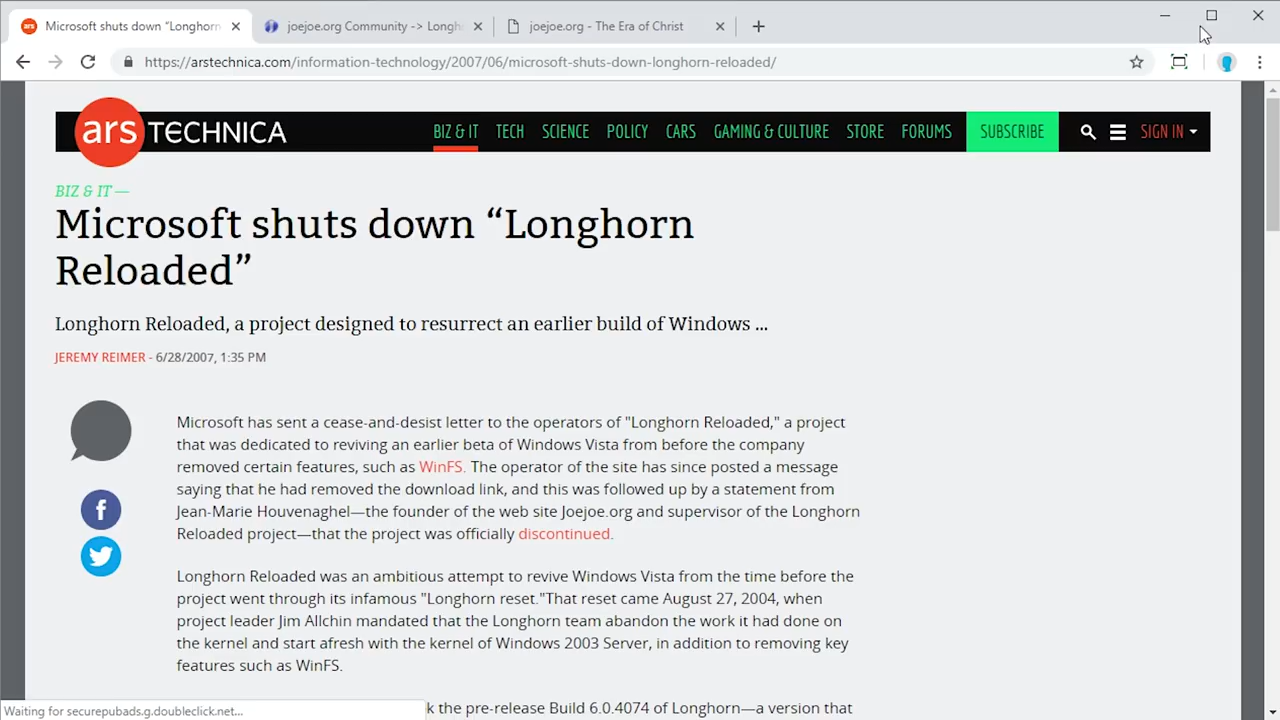 Microsoft shuts down “Longhorn
joejoe.org Community -> Longh
joejoe.org - The Era of Christ
https://arstechnica.com/information-technology/2007/06/microsoft-shuts-down-longhorn-reloaded/
ars TECHNICA
BIZ & IT TECH SCIENCE POLICY CARS GAMING & CULTURE STORE FORUMS SUBSCRIBE SIGN IN
BIZ & IT —
Microsoft shuts down “Longhorn
Reloaded”
Longhorn Reloaded, a project designed to resurrect an earlier build of Windows ...
JEREMY REIMER - 6/28/2007, 1:35 PM
Microsoft has sent a cease-and-desist letter to the operators of "Longhorn Reloaded," a project
that was dedicated to reviving an earlier beta of Windows Vista from before the company
removed certain features, such as WinFS. The operator of the site has since posted a message
saying that he had removed the download link, and this was followed up by a statement from
Jean-Marie Houvenaghel—the founder of the web site Joejoe.org and supervisor of the Longhorn
Reloaded project—that the project was officially discontinued.
Longhorn Reloaded was an ambitious attempt to revive Windows Vista from the time before the
project went through its infamous "Longhorn reset."That reset came August 27, 2004, when
project leader Jim Allchin mandated that the Longhorn team abandon the work it had done on
the kernel and start afresh with the kernel of Windows 2003 Server, in addition to removing key
features such as WinFS.
k the pre-release Build 6.0.4074 of Longhorn—a version that
Waiting for securepubads.g.doubleclick.net...